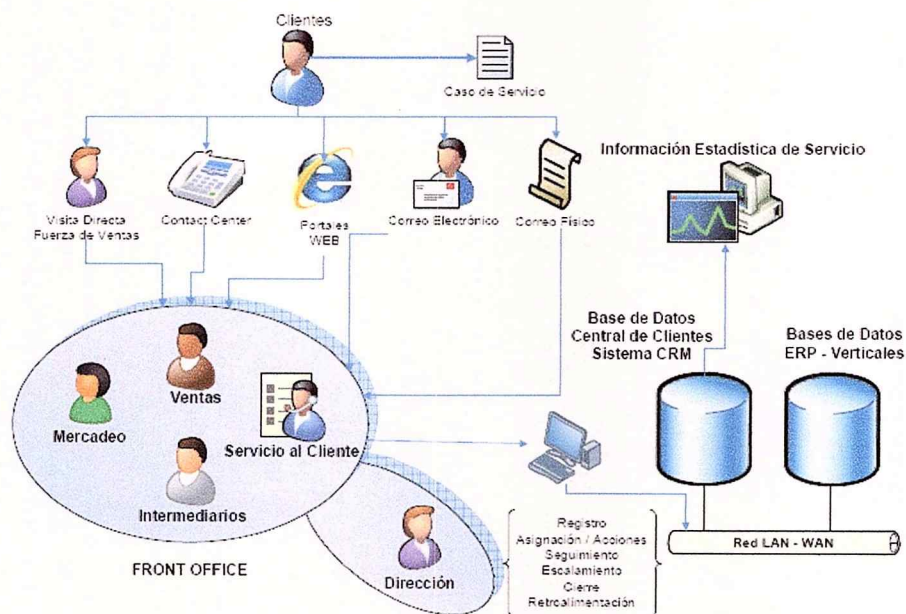 Clientes
Caso de Servicio
Visita Directa
Fuerza de Ventas
Contact Center
Portales
WEB
Correo Electrónico
Correo Físico
Información Estadística de Servicio
Base de Datos
Central de Clientes
Sistema CRM
Bases de Datos
ERP - Verticales
Ventas
Mercadeo
Servicio al Cliente
Intermediarios
Dirección
FRONT OFFICE
Registro
Asignación / Acciones
Seguimiento
Escalamiento
Cierre
Retroalimentación
Red LAN - WAN